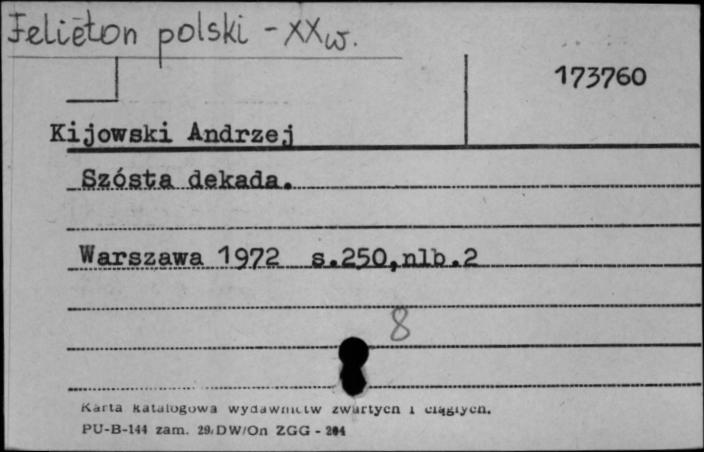 Felieton polski - XX w.
173760
Kijowski Andrzej
Szósta dekada.
Warszawa 1972 s.250,nlb.2
8
Karta katalogowa wydawnictw zwartych i ciągłych.
PU-B-144 zam. 29/DW/On ZGG - 204